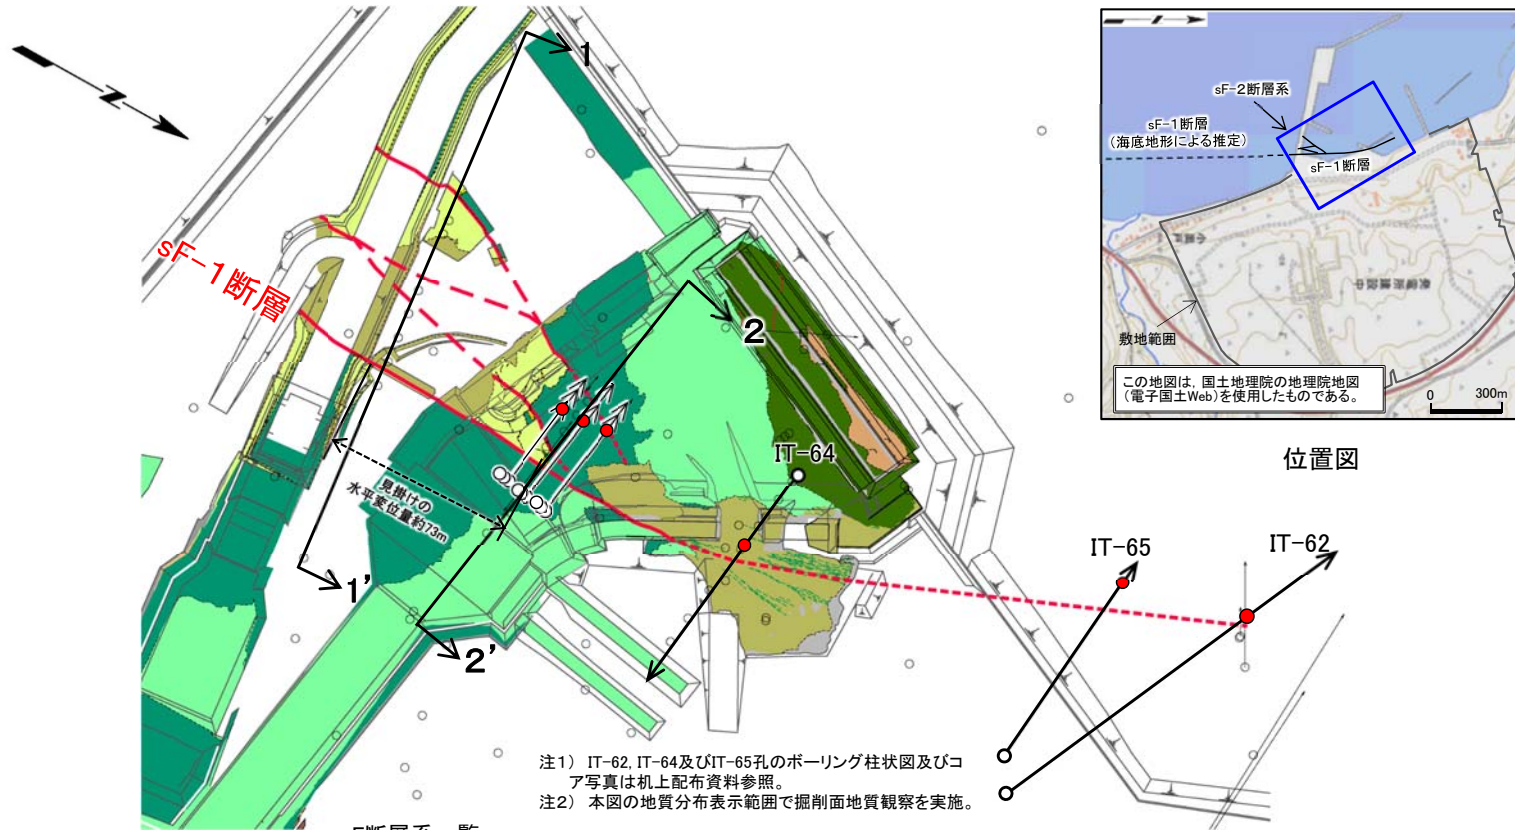 1
sF-1断層
2
見掛けの
水平変位量約73m
IT-64
1'
2'
IT-65
IT-62
注1) IT-62, IT-64及びIT-65孔のボーリング柱状図及びコ
ア写真は机上配布資料参照。
注2) 本図の地質分布表示範囲で掘削面地質観察を実施。
sF-2断層系
sF-1断層
(海底地形による推定)
sF-1断層
敷地範囲
発電所建設中
この地図は, 国土地理院の地理院地図
(電子国土Web)を使用したものである。
0 300m
位置図